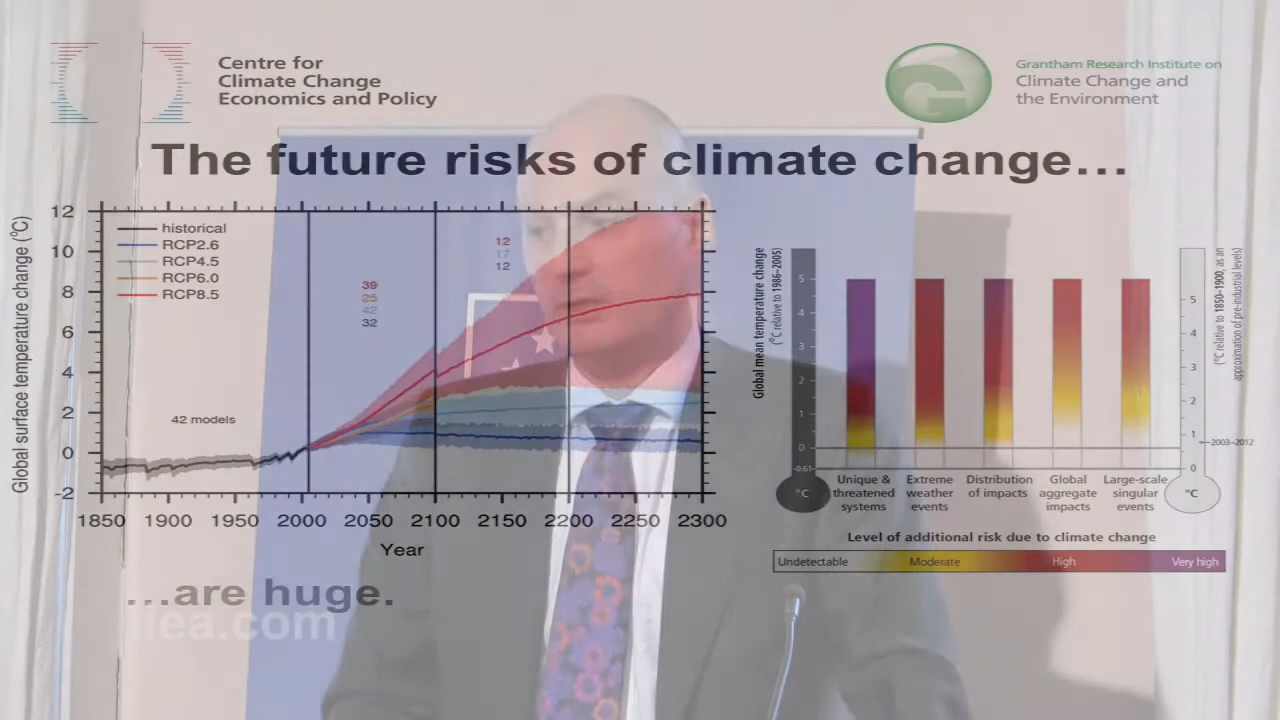 Centre for
Climate Change
Economics and Policy
Grantham Research Institute on
Climate Change and
the Environment
The future risks of climate change...
Global surface temperature change (°C)
12
10
8
6
4
2
0
-2
historical
RCP2.6
RCP4.5
RCP6.0
RCP8.5
39
25
42
32
12
17
12
42 models
1850 1900 1950 2000 2050 2100 2150 2200 2250 2300
Year
Global mean temperature change
(°C relative to 1986–2005)
5
4
3
2
1
0
-0.61
°C
Unique &
threatened
systems
Extreme
weather
events
Distribution
of impacts
Global
aggregate
impacts
Large-scale
singular
events
(°C relative to 1850–1900, as an
approximation of pre-industrial levels)
5
4
3
2
1
0
2003–2012
°C
Level of additional risk due to climate change
Undetectable Moderate High Very high
...are huge.
iiea.com